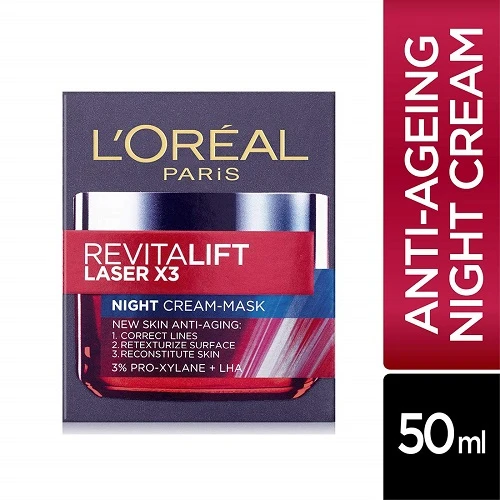 L'ORÉAL
PARiS
REVITALIFT
LASER X3
NIGHT CREAM-MASK
NEW SKIN ANTI-AGING:
1. CORRECT LINES
2.RETEXTURIZE SURFACE
3.RECONSTITUTE SKIN
3% PRO-XYLANE + LHA
ANTI-AGEING
NIGHT CREAM
50ml